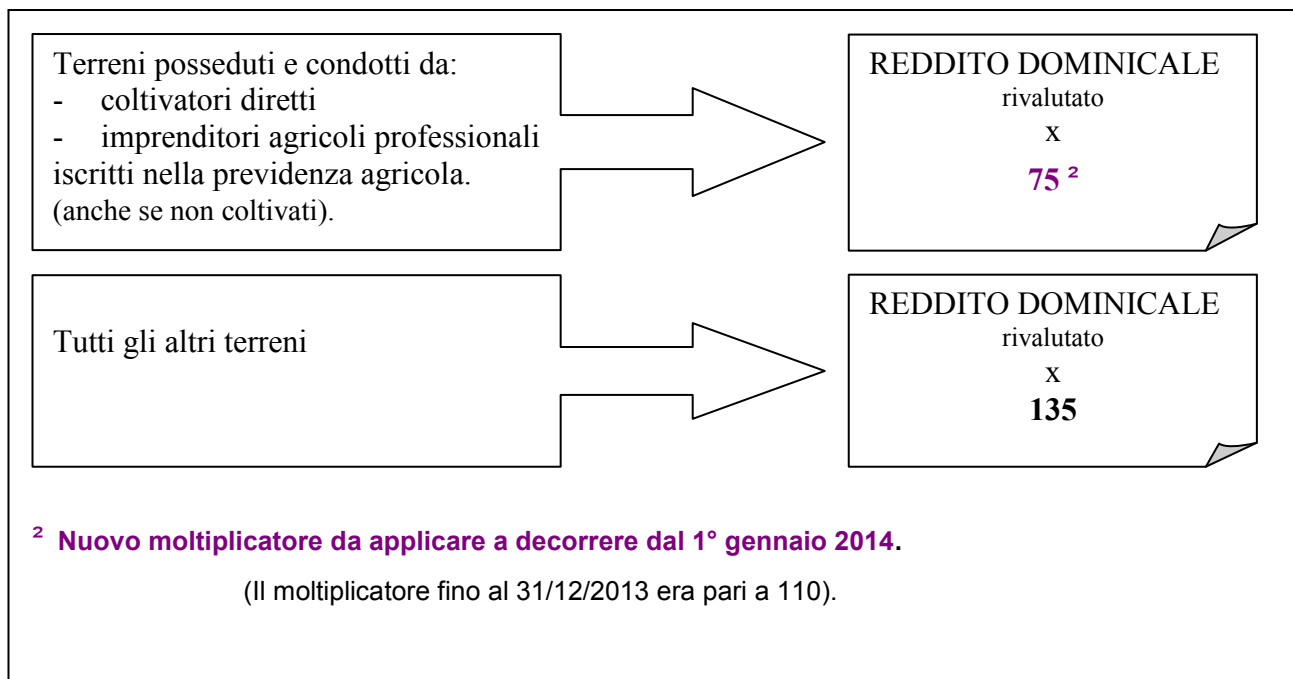 Terreni posseduti e condotti da:
- coltivatori diretti
- imprenditori agricoli professionali
iscritti nella previdenza agricola.
(anche se non coltivati).
REDDITO DOMINICALE
rivalutato
x
75 ²
Tutti gli altri terreni
REDDITO DOMINICALE
rivalutato
x
135
² Nuovo moltiplicatore da applicare a decorrere dal 1° gennaio 2014.
(Il moltiplicatore fino al 31/12/2013 era pari a 110).